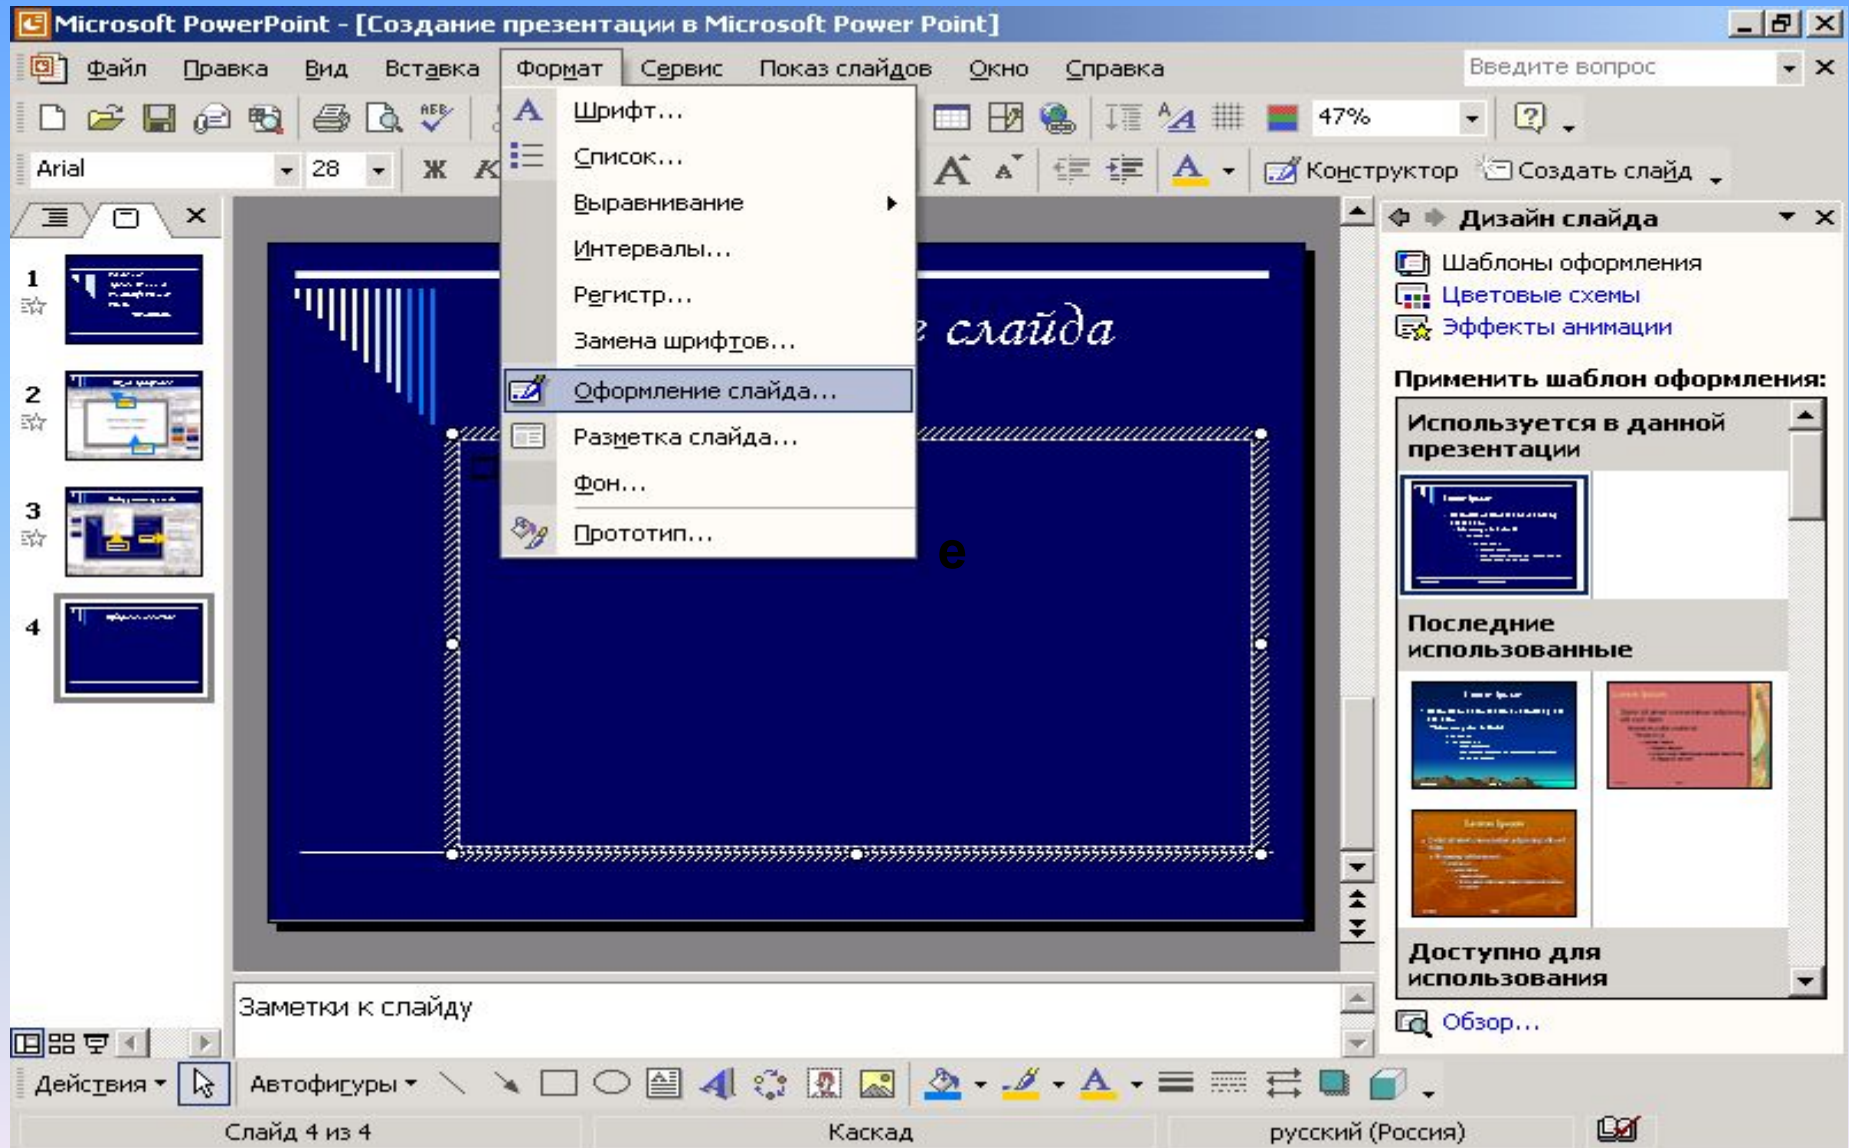 Microsoft PowerPoint - [Создание презентации в Microsoft Power Point]
Файл Правка Вид Вставка Формат Сервис Показ слайдов Окно Справка Введите вопрос
47%
Arial 28 Ж К Конструктор Создать слайд
Шрифт...
Список...
Выравнивание
Интервалы...
Регистр...
Замена шрифтов...
Оформление слайда...
Разметка слайда...
Фон...
Прототип...
1
2
3
4
е слайда
е
Дизайн слайда
Шаблоны оформления
Цветовые схемы
Эффекты анимации
Применить шаблон оформления:
Используется в данной
презентации
Последние
использованные
Доступно для
использования
Обзор...
Заметки к слайду
Действия Автофигуры
Слайд 4 из 4 Каскад русский (Россия)